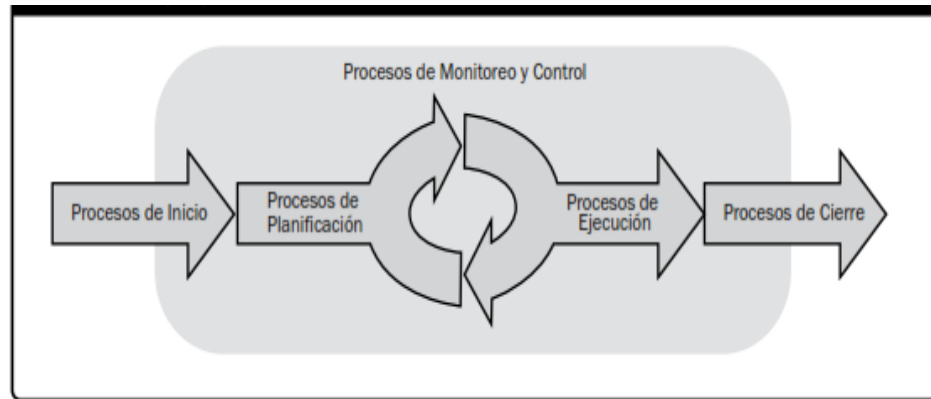 Procesos de Monitoreo y Control
Procesos de Inicio
Procesos de
Planificación
Procesos de
Ejecución
Procesos de Cierre